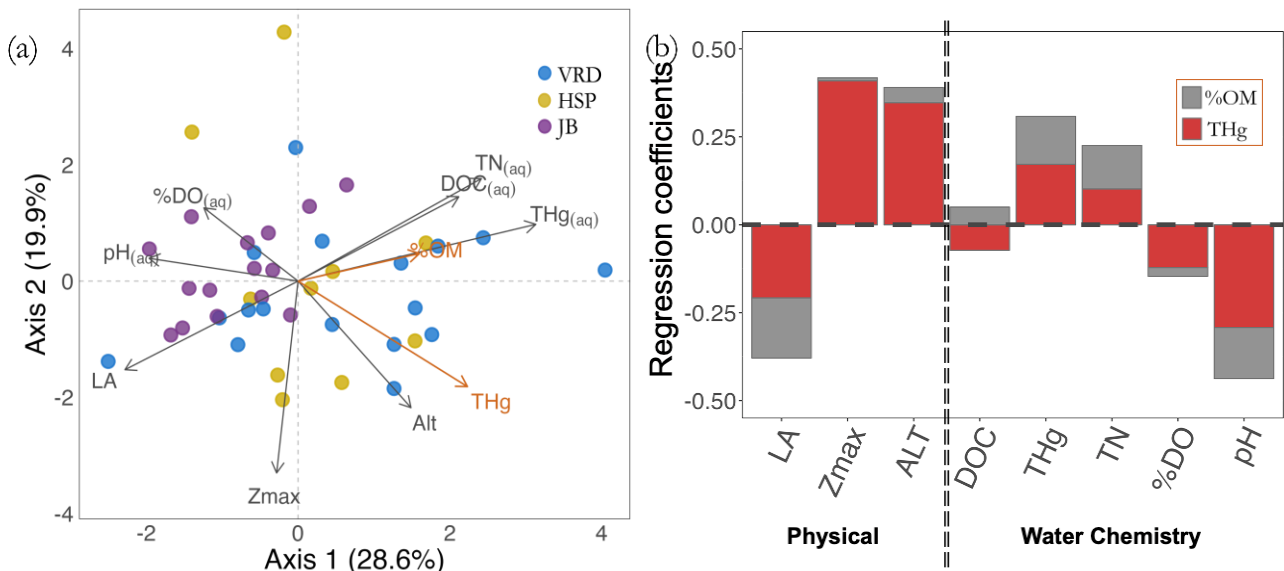 (a)
4
2
0
-2
-4
Axis 2 (19.9%)
VRD
HSP
JB
TN(aq)
DOC(aq)
%DO(aq)
THg(aq)
pH(aq)
%OM
LA
THg
Alt
Zmax
-2
0
2
4
Axis 1 (28.6%)
(b)
0.50
0.25
0.00
-0.25
-0.50
Regression coefficients
%OM
THg
LA
Zmax
ALT
DOC
THg
TN
%DO
pH
Physical
Water Chemistry